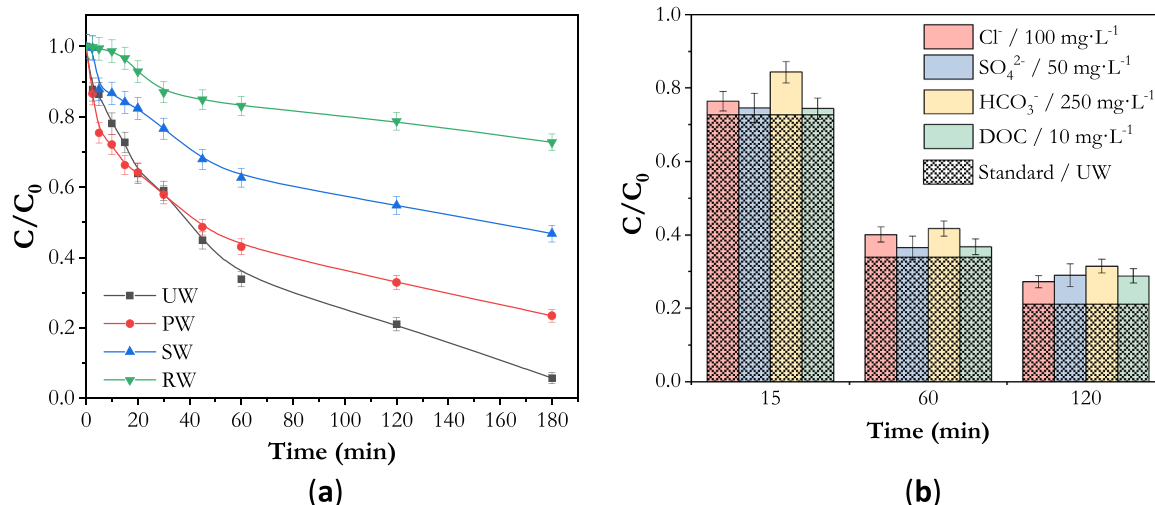 1.0
0.8
0.6
0.4
0.2
0.0
C/C₀
UW
PW
SW
RW
0 20 40 60 80 100 120 140 160 180
Time (min)
(a)
1.0
0.8
0.6
0.4
0.2
0.0
C/C₀
Cl⁻ / 100 mg·L⁻¹
SO₄²⁻ / 50 mg·L⁻¹
HCO₃⁻ / 250 mg·L⁻¹
DOC / 10 mg·L⁻¹
Standard / UW
15 60 120
Time (min)
(b)